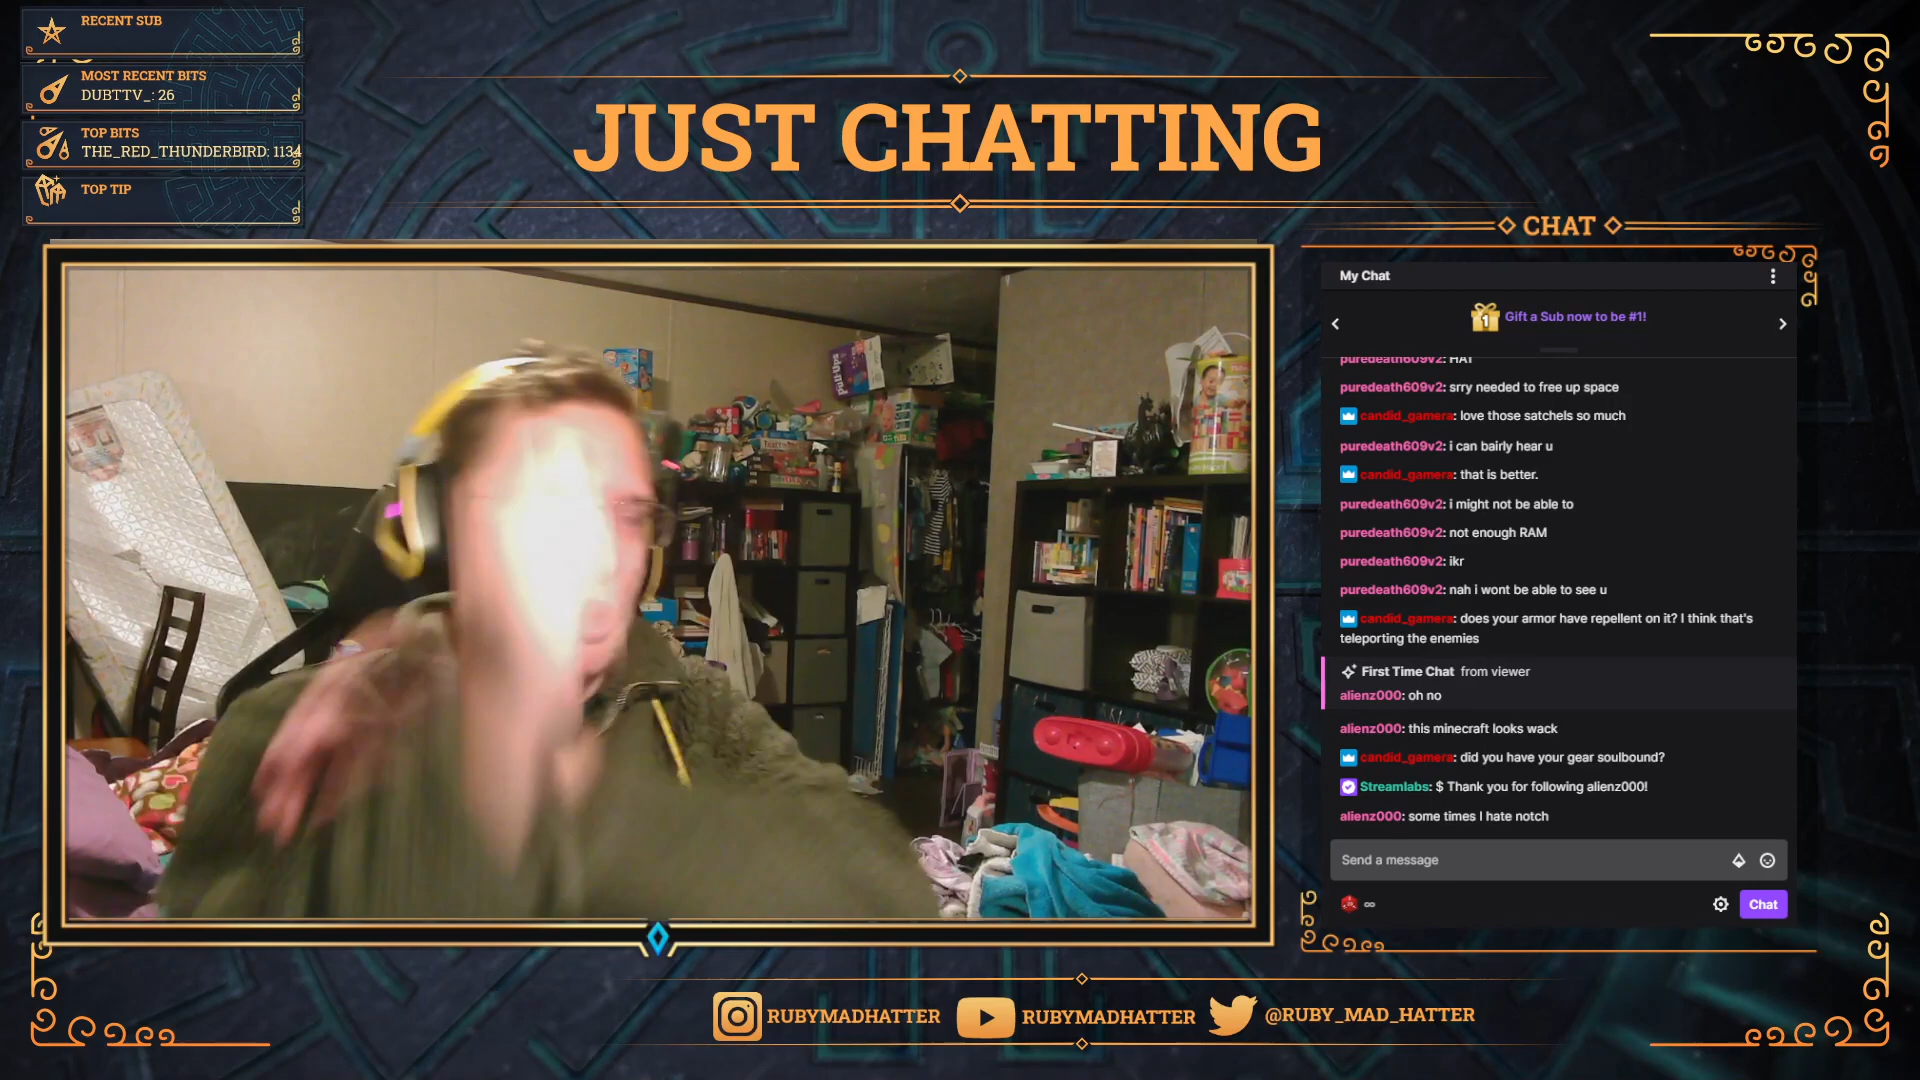 RECENT SUB
MOST RECENT BITS
DUBTTV_: 26
TOP BITS
THE_RED_THUNDERBIRD: 1134
TOP TIP
JUST CHATTING
CHAT
My Chat
1
Gift a Sub now to be #1!
puredeath609v2: HAT
puredeath609v2: srry needed to free up space
candid_gamera: love those satchels so much
puredeath609v2: i can bairly hear u
candid_gamera: that is better.
puredeath609v2: i might not be able to
puredeath609v2: not enough RAM
puredeath609v2: ikr
puredeath609v2: nah i wont be able to see u
candid_gamera: does your armor have repellent on it? I think that's
teleporting the enemies
First Time Chat from viewer
alienz000: oh no
alienz000: this minecraft looks wack
candid_gamera: did you have your gear soulbound?
Streamlabs: $ Thank you for following alienz000!
alienz000: some times I hate notch
Send a message
∞
Chat
RUBYMADHATTER
RUBYMADHATTER
@RUBY_MAD_HATTER